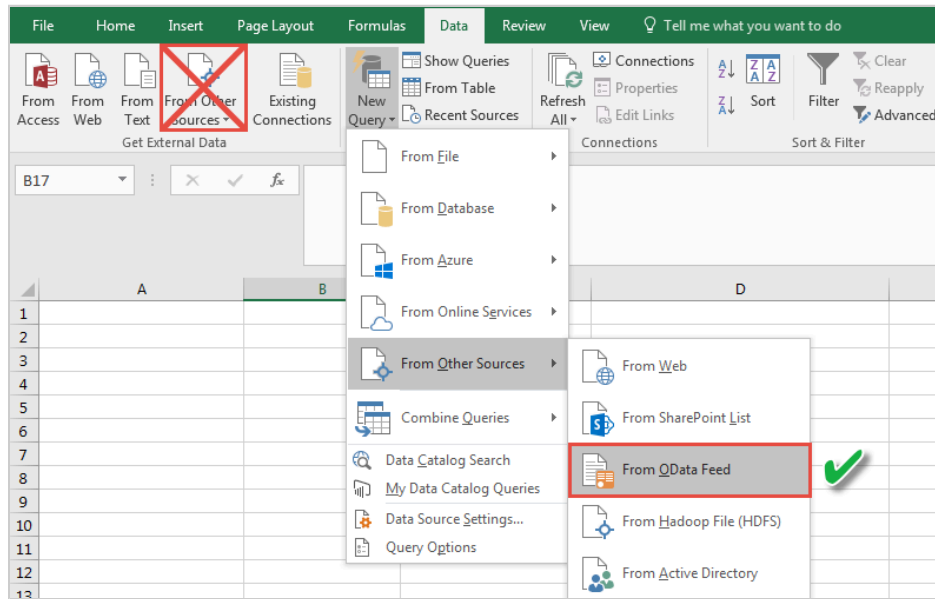 File Home Insert Page Layout Formulas Data Review View Tell me what you want to do
From Access
From Web
From Text
From Other Sources
Existing Connections
Get External Data
New Query
Show Queries
From Table
Recent Sources
Refresh All
Connections
Properties
Edit Links
Connections
Sort
Filter
Clear
Reapply
Advanced
Sort & Filter
B17
fx
From File
From Database
From Azure
From Online Services
From Other Sources
Combine Queries
Data Catalog Search
My Data Catalog Queries
Data Source Settings...
Query Options
From Web
From SharePoint List
From OData Feed
From Hadoop File (HDFS)
From Active Directory
A B D
1
2
3
4
5
6
7
8
9
10
11
12
13